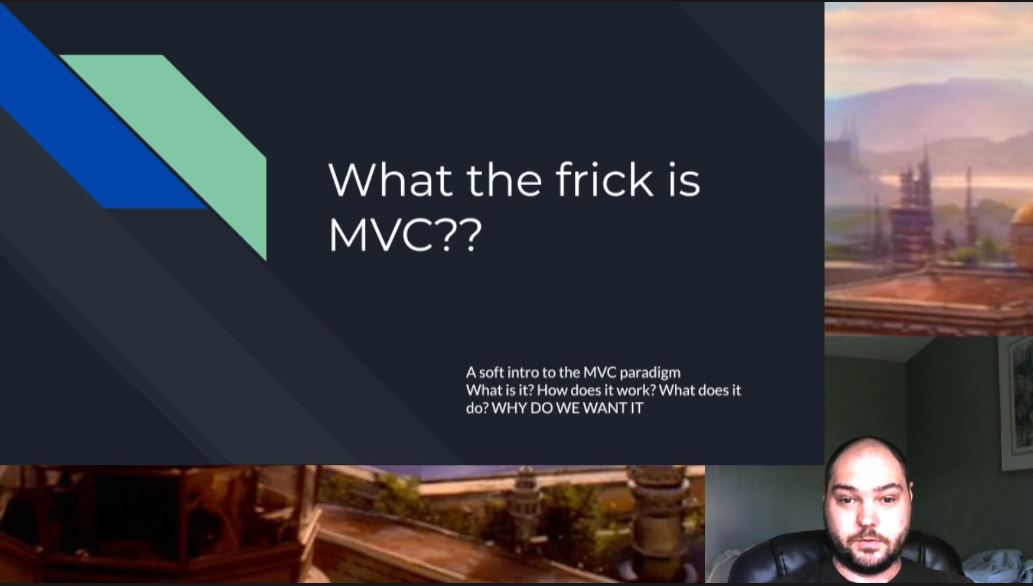 What the frick is
MVC??
A soft intro to the MVC paradigm
What is it? How does it work? What does it
do? WHY DO WE WANT IT